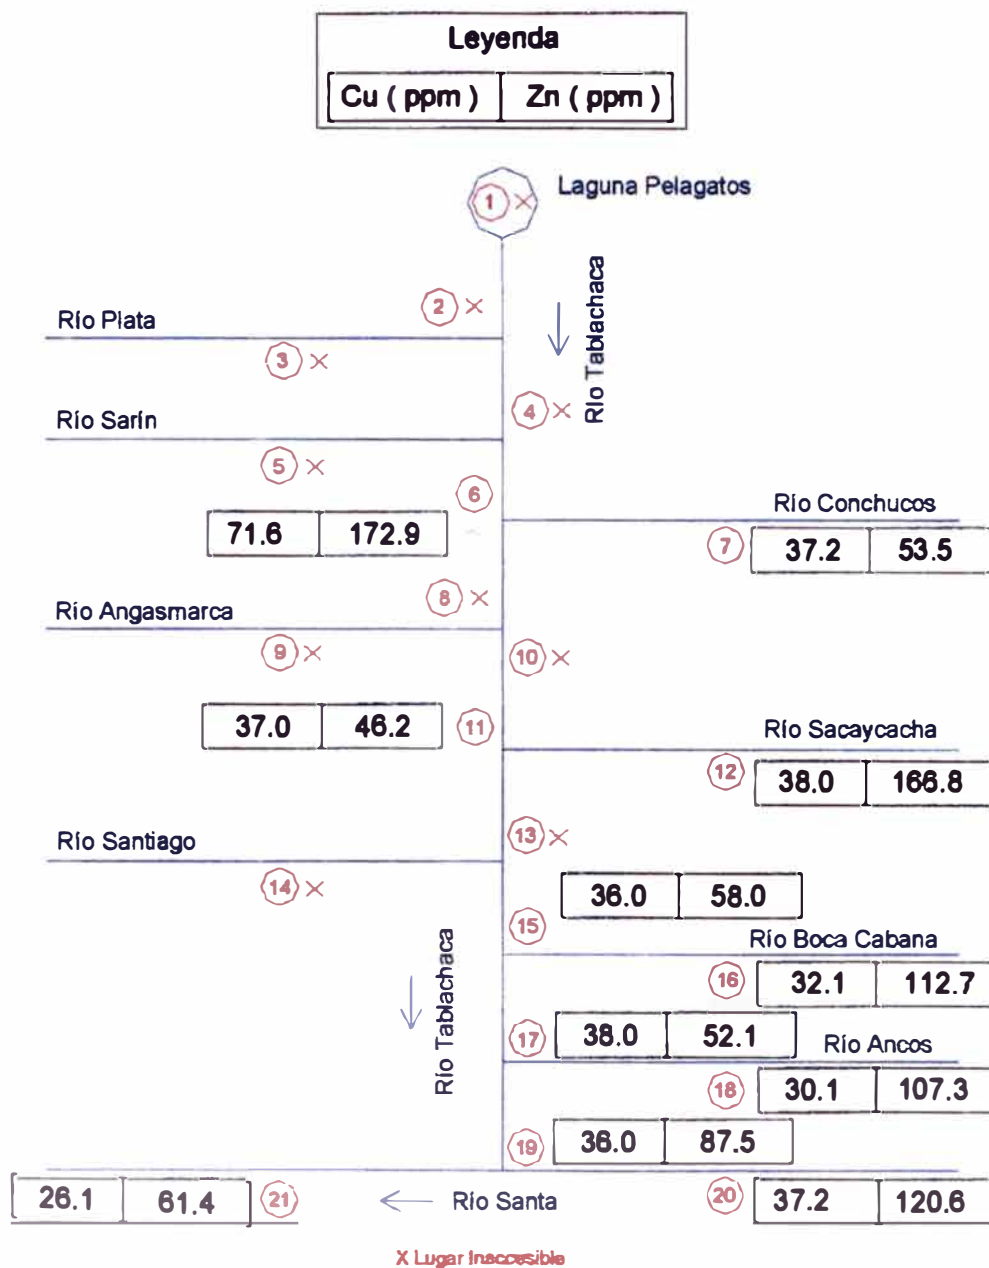 Leyenda
Cu ( ppm ) Zn ( ppm )
1 X Laguna Pelagatos
Río Tablachaca
2 X
Río Plata
3 X
4 X
Río Sarín
5 X
6
71.6 172.9
Río Conchucos
7 37.2 53.5
8 X
Río Angasmarca
9 X
10 X
37.0 46.2 11
Río Sacaycacha
12 38.0 166.8
13 X
Río Santiago
14 X
36.0 58.0
15
Río Boca Cabana
16 32.1 112.7
Río Tablachaca
17 38.0 52.1
Río Ancos
18 30.1 107.3
19 36.0 87.5
26.1 61.4 21 Río Santa 20 37.2 120.6
X Lugar Inaccesible